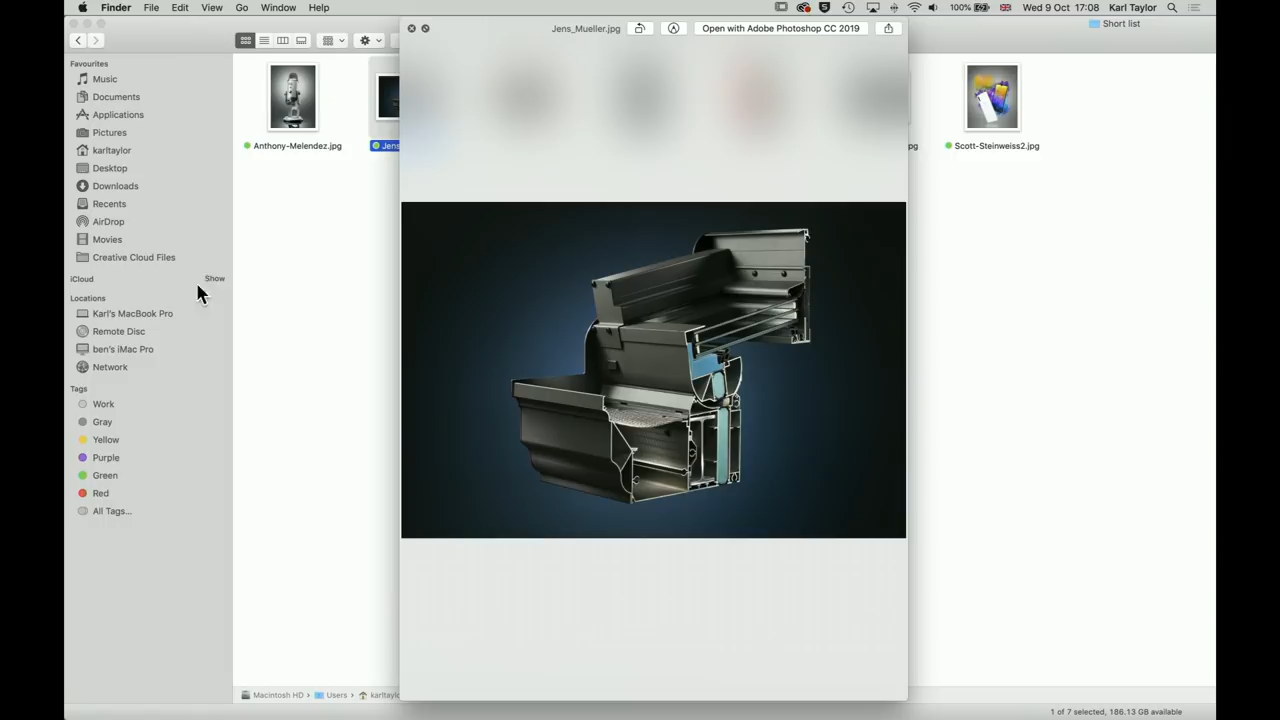 Finder File Edit View Go Window Help
100% Wed 9 Oct 17:08 Karl Taylor
Short list
Jens_Mueller.jpg
Open with Adobe Photoshop CC 2019
Favourites
Music
Documents
Applications
Pictures
karltaylor
Desktop
Downloads
Recents
AirDrop
Movies
Creative Cloud Files
iCloud Show
Locations
Karl's MacBook Pro
Remote Disc
ben's iMac Pro
Network
Tags
Work
Gray
Yellow
Purple
Green
Red
All Tags...
Anthony-Melendez.jpg
Jens
pg
Scott-Steinweiss2.jpg
Macintosh HD › Users › karltaylo
1 of 7 selected, 186.13 GB available